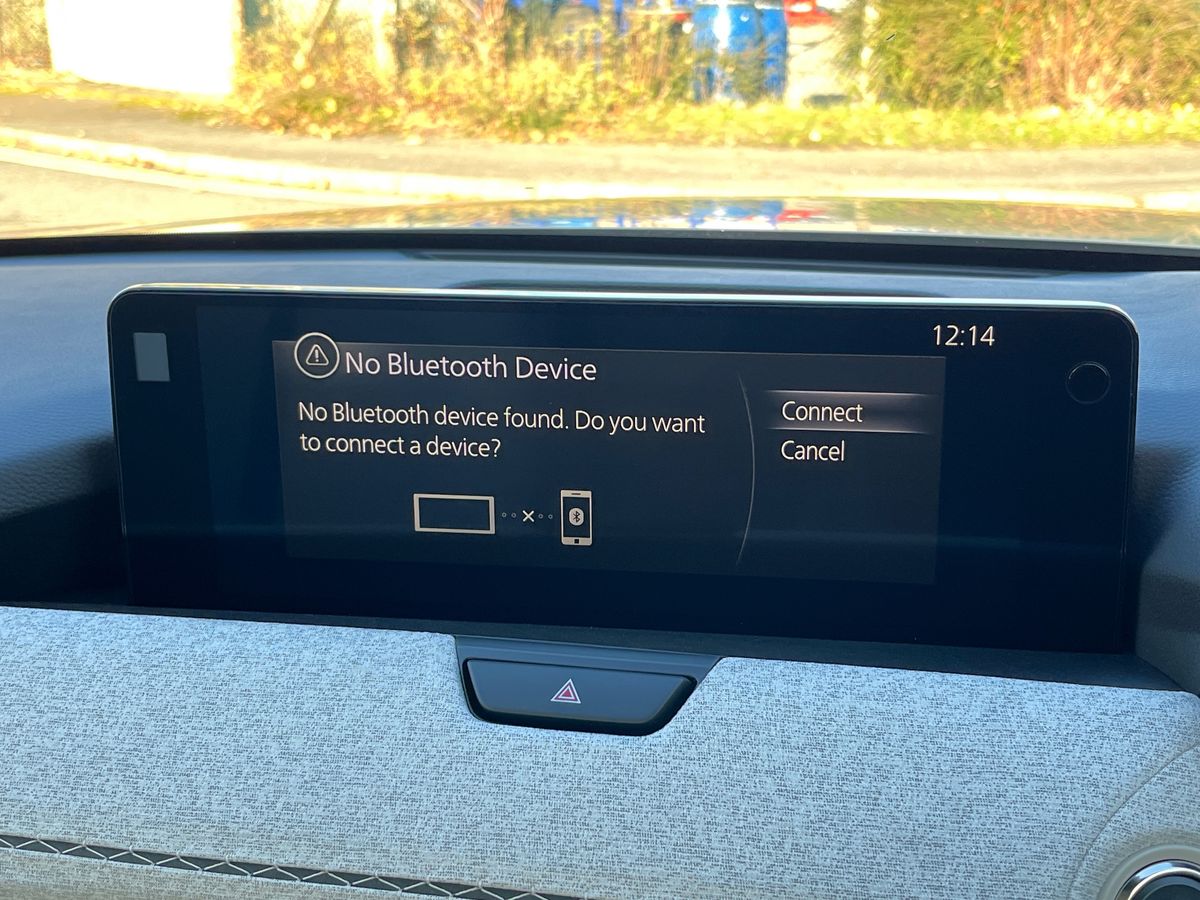 12:14
No Bluetooth Device
No Bluetooth device found. Do you want
to connect a device?
Connect
Cancel